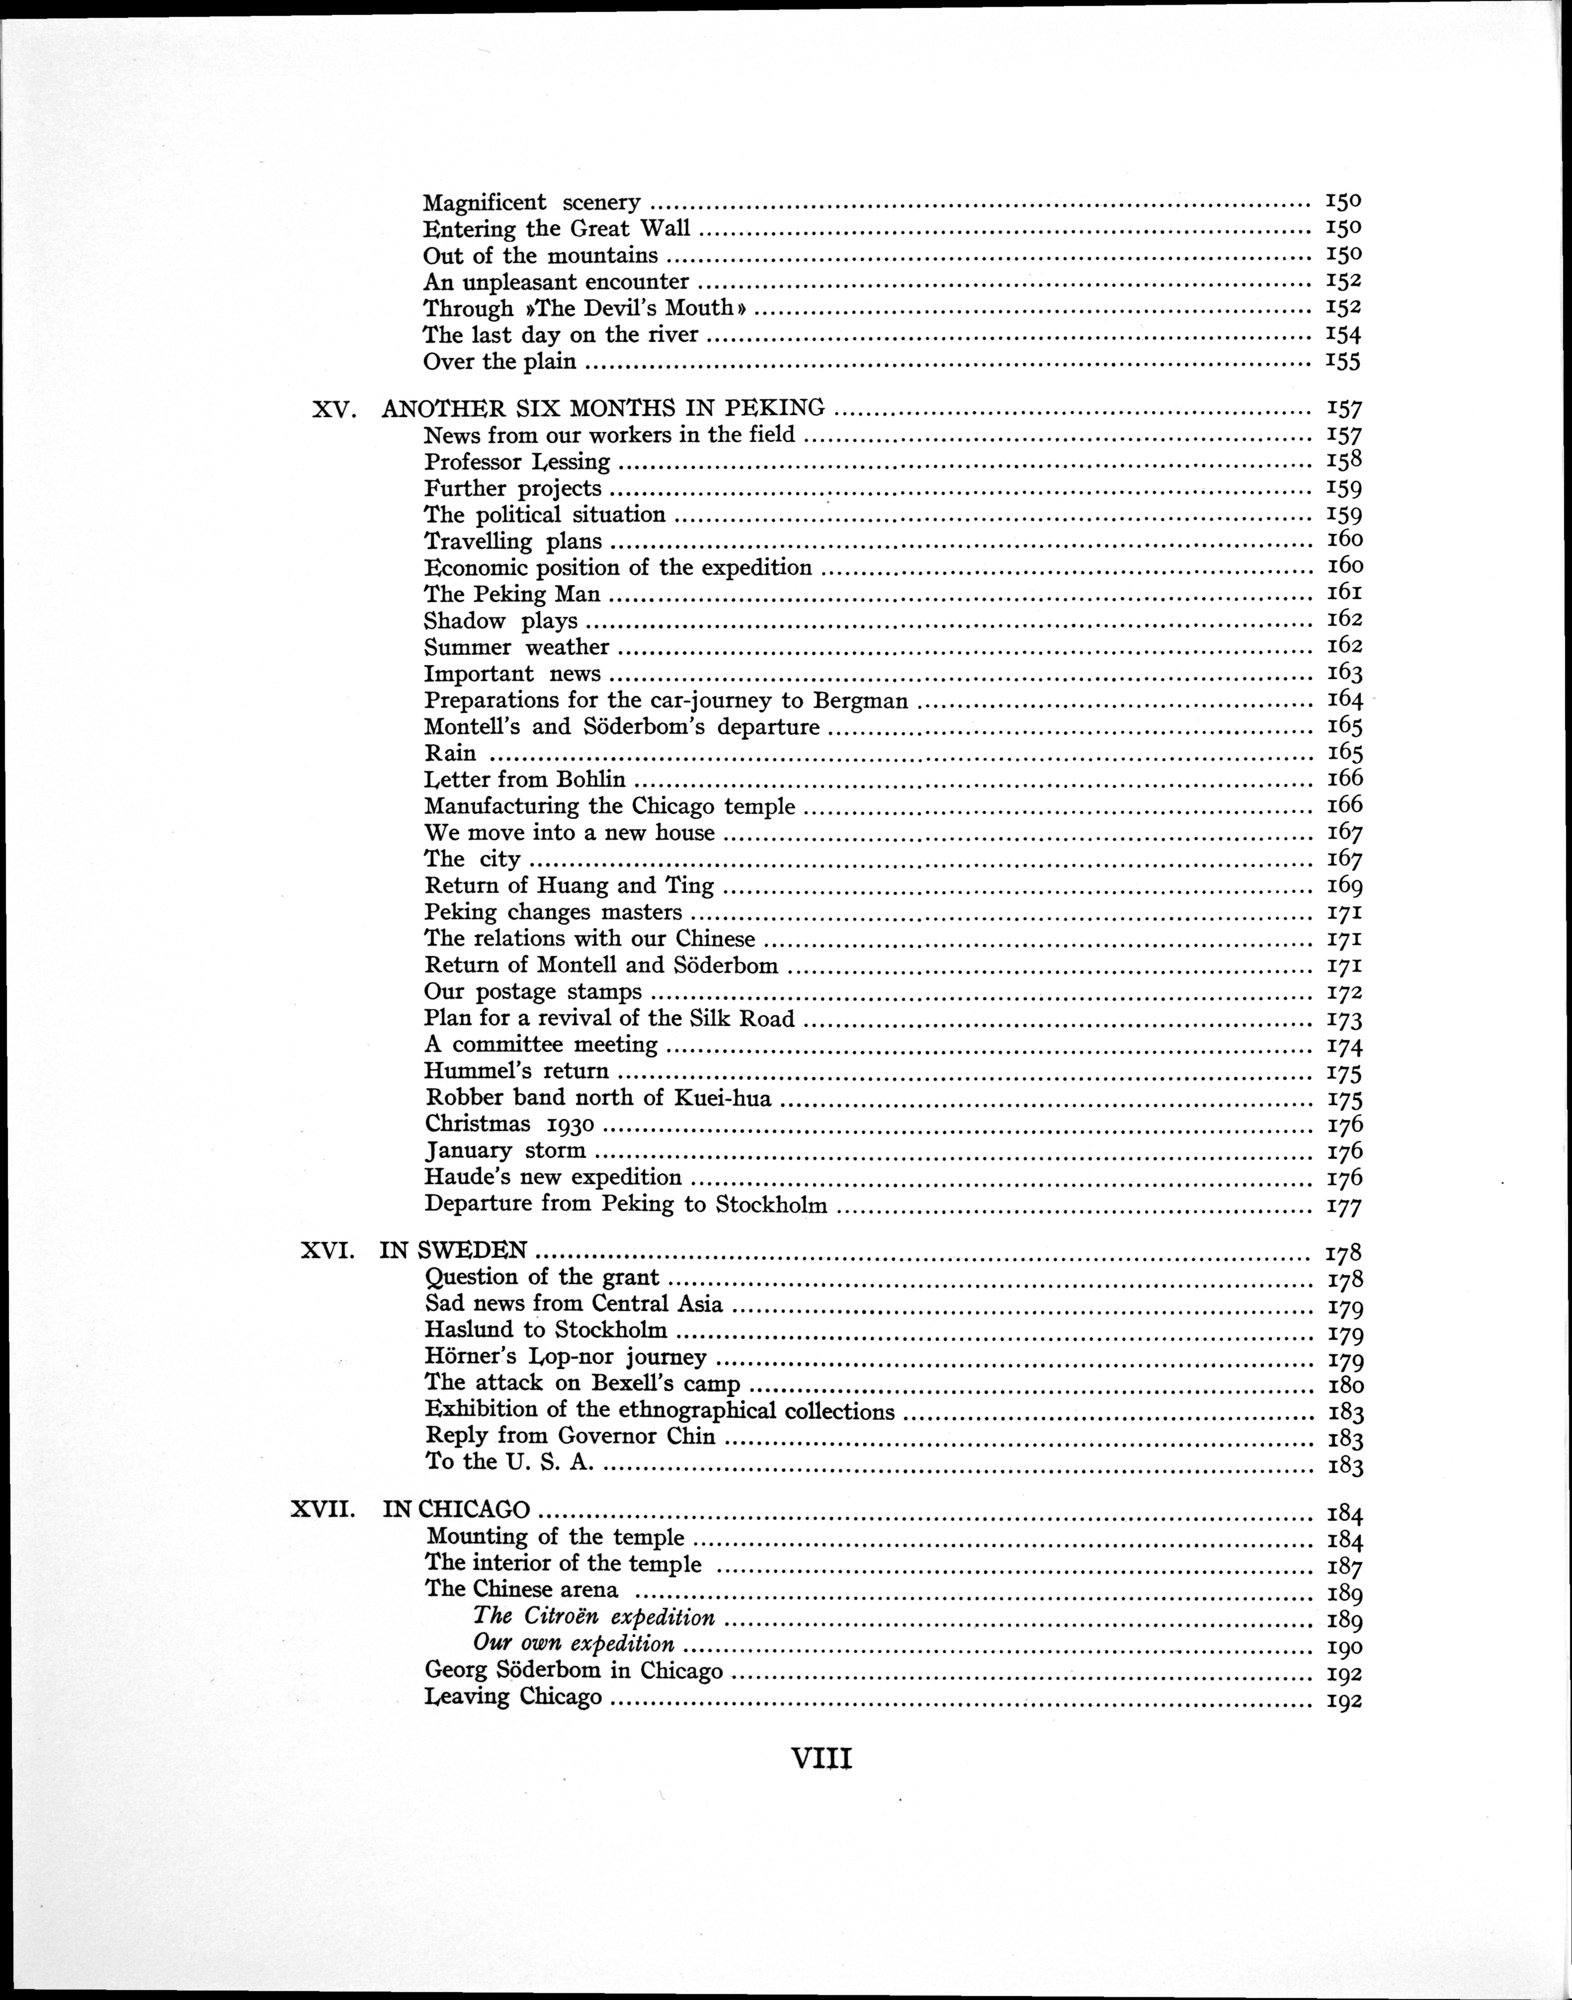 Magnificent scenery ........ 150
Entering the Great Wall ........ 150
Out of the mountains ........ 150
An unpleasant encounter ........ 152
Through »The Devil's Mouth» ........ 152
The last day on the river ........ 154
Over the plain ........ 155
XV. ANOTHER SIX MONTHS IN PEKING ........ 157
News from our workers in the field ........ 157
Professor Lessing ........ 158
Further projects ........ 159
The political situation ........ 159
Travelling plans ........ 160
Economic position of the expedition ........ 160
The Peking Man ........ 161
Shadow plays ........ 162
Summer weather ........ 162
Important news ........ 163
Preparations for the car-journey to Bergman ........ 164
Montell's and Söderbom's departure ........ 165
Rain ........ 165
Letter from Bohlin ........ 166
Manufacturing the Chicago temple ........ 166
We move into a new house ........ 167
The city ........ 167
Return of Huang and Ting ........ 169
Peking changes masters ........ 171
The relations with our Chinese ........ 171
Return of Montell and Söderbom ........ 171
Our postage stamps ........ 172
Plan for a revival of the Silk Road ........ 173
A committee meeting ........ 174
Hummel's return ........ 175
Robber band north of Kuei-hua ........ 175
Christmas 1930 ........ 176
January storm ........ 176
Haude's new expedition ........ 176
Departure from Peking to Stockholm ........ 177
XVI. IN SWEDEN ........ 178
Question of the grant ........ 178
Sad news from Central Asia ........ 179
Haslund to Stockholm ........ 179
Hörner's Lop-nor journey ........ 179
The attack on Bexell's camp ........ 180
Exhibition of the ethnographical collections ........ 183
Reply from Governor Chin ........ 183
To the U. S. A. ........ 183
XVII. IN CHICAGO ........ 184
Mounting of the temple ........ 184
The interior of the temple ........ 187
The Chinese arena ........ 189
The Citroën expedition ........ 189
Our own expedition ........ 190
Georg Söderbom in Chicago ........ 192
Leaving Chicago ........ 192
VIII